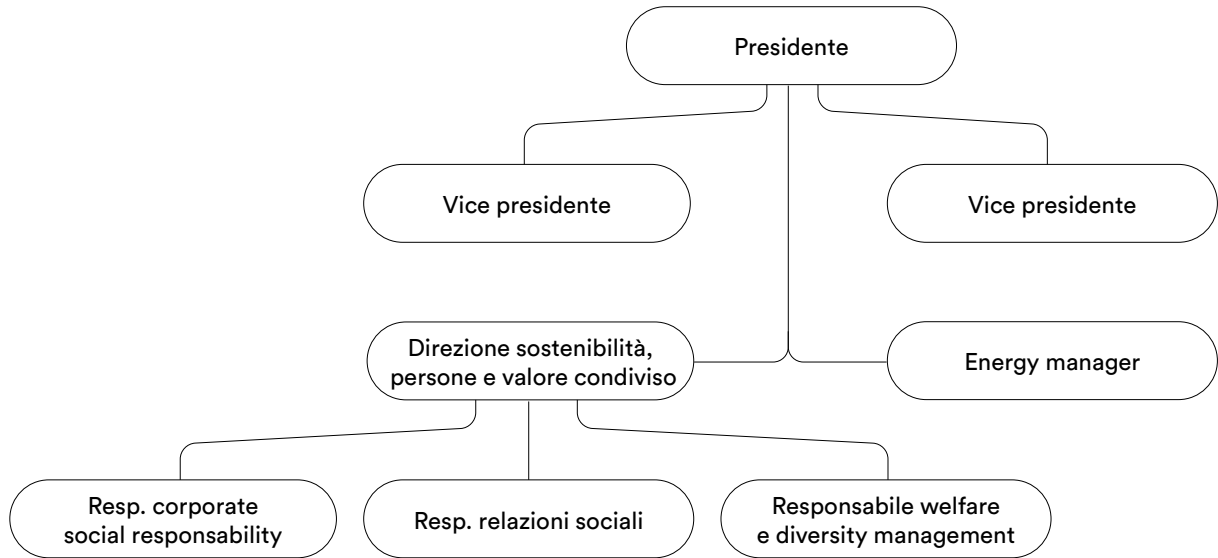 Presidente
Vice presidente
Vice presidente
Direzione sostenibilità,
persone e valore condiviso
Energy manager
Resp. corporate
social responsability
Resp. relazioni sociali
Responsabile welfare
e diversity management